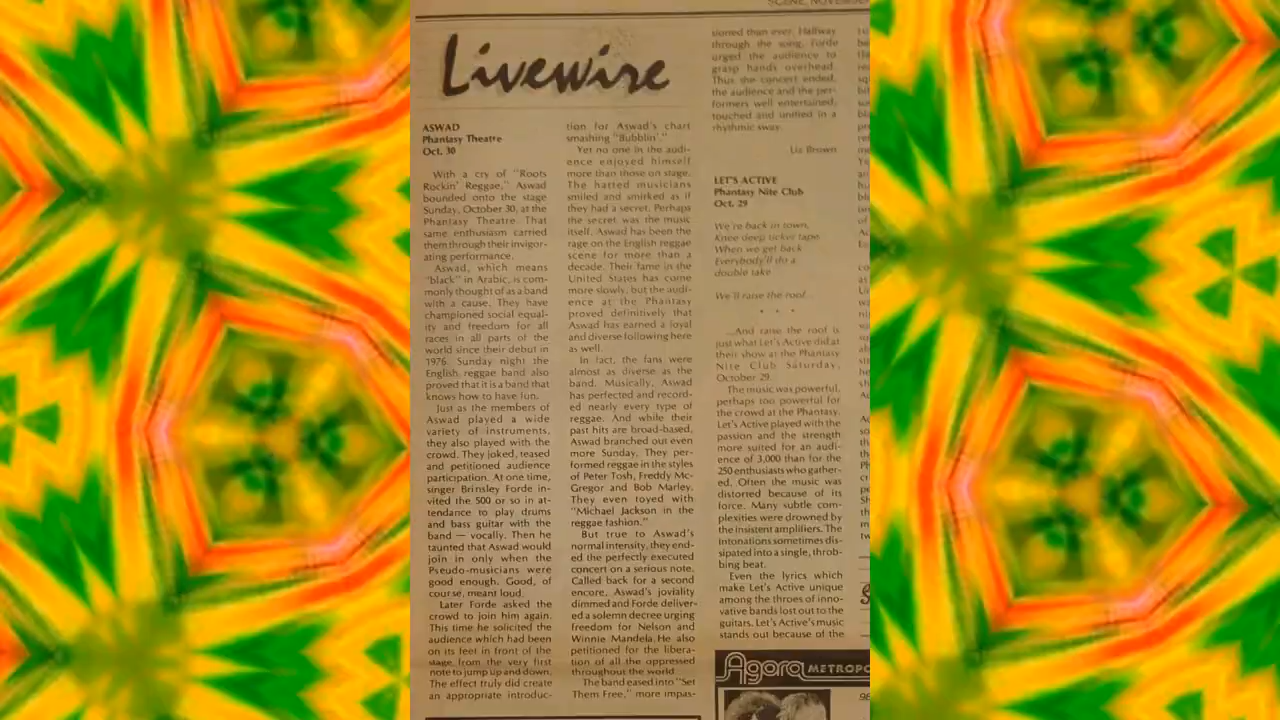 SCENE, NOVEMBER
Livewire
ASWAD
Phantasy Theatre
Oct. 30
With a cry of "Roots
Rockin' Reggae," Aswad
bounded onto the stage
Sunday, October 30, at the
Phantasy Theatre. That
same enthusiasm carried
them through their invigor-
ating performance.
Aswad, which means
"black" in Arabic, is com-
monly thought of as a band
with a cause. They have
championed social equal-
ity and freedom for all
races in all parts of the
world since their debut in
1976. Sunday night the
English reggae band also
proved that it is a band that
knows how to have fun.
Just as the members of
Aswad played a wide
variety of instruments,
they also played with the
crowd. They joked, teased
and petitioned audience
participation. At one time,
singer Brinsley Forde in-
vited the 500 or so in at-
tendance to play drums
and bass guitar with the
band — vocally. Then he
taunted that Aswad would
join in only when the
Pseudo-musicians were
good enough. Good, of
course, meant loud.
Later Forde asked the
crowd to join him again.
This time he solicited the
audience which had been
on its feet in front of the
stage from the very first
note to jump up and down.
The effect truly did create
an appropriate introduc-
tion for Aswad's chart
smashing "Bubblin'."
Yet no one in the audi-
ence enjoyed himself
more than those on stage.
The hatted musicians
smiled and smirked as if
they had a secret. Perhaps
the secret was the music
itself. Aswad has been the
rage on the English reggae
scene for more than a
decade. Their fame in the
United States has come
more slowly, but the audi-
ence at the Phantasy
proved definitively that
Aswad has earned a loyal
and diverse following here
as well.
In fact, the fans were
almost as diverse as the
band. Musically, Aswad
has perfected and record-
ed nearly every type of
reggae. And while their
past hits are broad-based,
Aswad branched out even
more Sunday. They per-
formed reggae in the styles
of Peter Tosh, Freddy Mc-
Gregor and Bob Marley.
They even toyed with
"Michael Jackson in the
reggae fashion."
But true to Aswad's
normal intensity, they end-
ed the perfectly executed
concert on a serious note.
Called back for a second
encore, Aswad's joviality
dimmed and Forde deliver-
ed a solemn decree urging
freedom for Nelson and
Winnie Mandela. He also
petitioned for the libera-
tion of all the oppressed
throughout the world.
The band eased into "Set
Them Free," more impas-
sioned than ever. Halfway
through the song, Forde
urged the audience to
grasp hands overhead.
Thus the concert ended,
the audience and the per-
formers well entertained,
touched and united in a
rhythmic sway.
Liz Brown
LET'S ACTIVE
Phantasy Nite Club
Oct. 29
We're back in town,
Knee deep ticker tape
When we get back
Everybody'll do a
double take
We'll raise the roof
...And raise the roof is
just what Let's Active did at
their show at the Phantasy
Nite Club Saturday,
October 29.
The music was powerful,
perhaps too powerful for
the crowd at the Phantasy.
Let's Active played with the
passion and the strength
more suited for an audi-
ence of 3,000 than for the
250 enthusiasts who gather-
ed. Often the music was
distorted because of its
force. Many subtle com-
plexities were drowned by
the insistent amplifiers. The
intonations sometimes dis-
sipated into a single, throb-
bing beat.
Even the lyrics which
make Let's Active unique
among the throes of inno-
vative bands lost out to the
guitars. Let's Active's music
stands out because of the
Agora METROPO